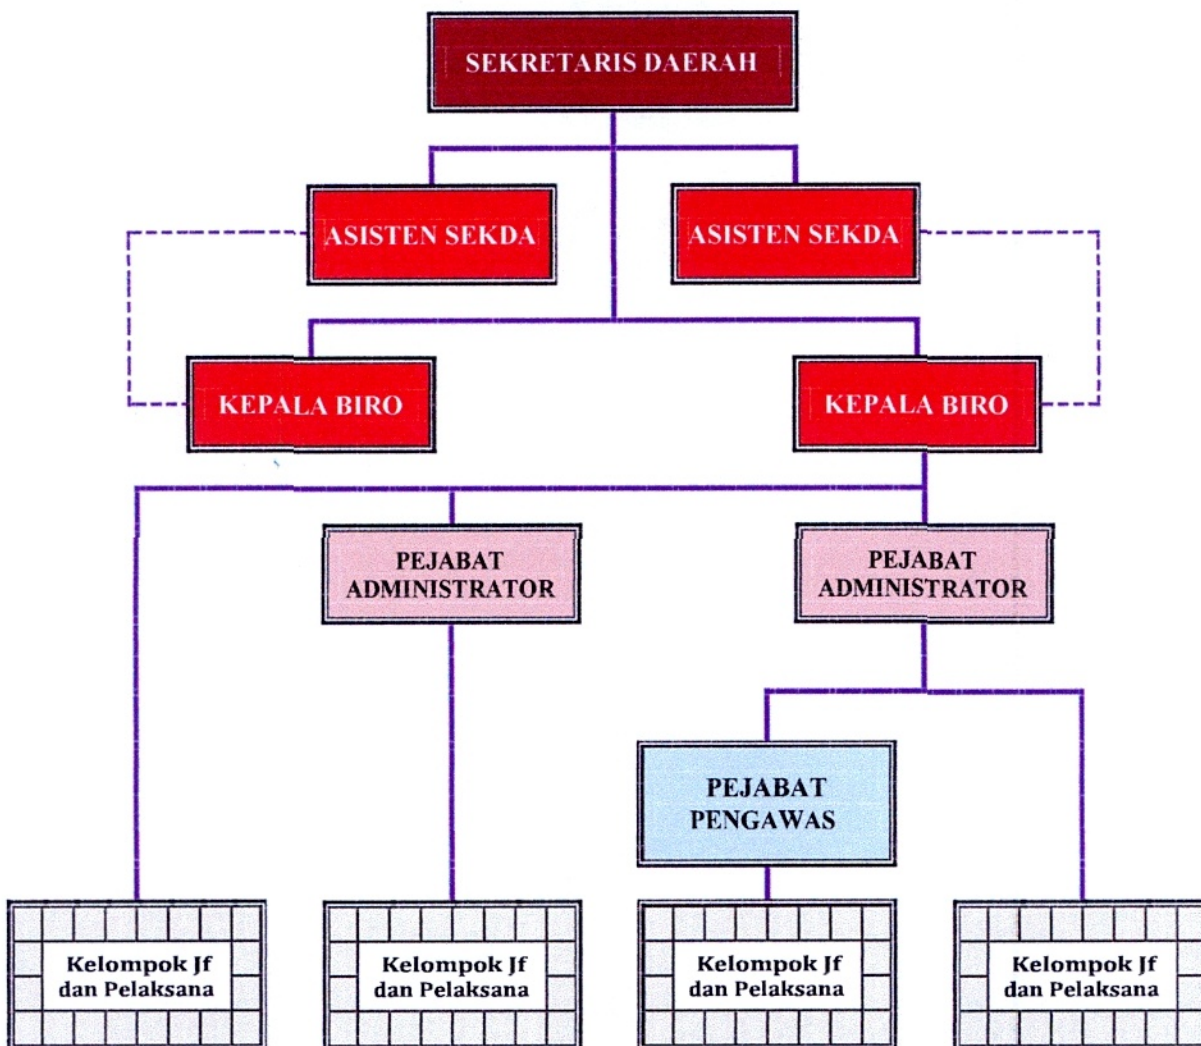 SEKRETARIS DAERAH
ASISTEN SEKDA
ASISTEN SEKDA
KEPALA BIRO
KEPALA BIRO
PEJABAT
ADMINISTRATOR
PEJABAT
ADMINISTRATOR
PEJABAT
PENGAWAS
Kelompok Jf
dan Pelaksana
Kelompok Jf
dan Pelaksana
Kelompok Jf
dan Pelaksana
Kelompok Jf
dan Pelaksana